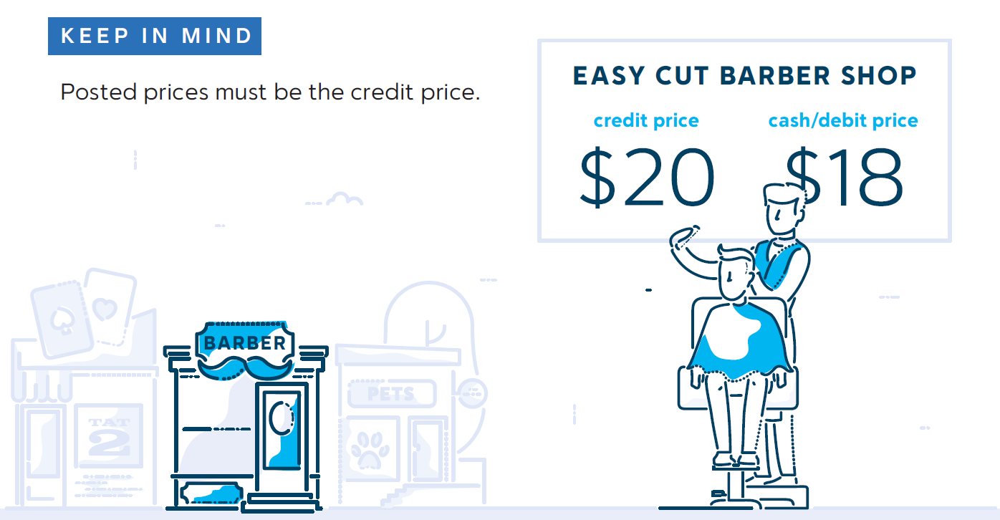 KEEP IN MIND
Posted prices must be the credit price.
EASY CUT BARBER SHOP
credit price cash/debit price
$20 $18
BARBER
PETS
TAT
2